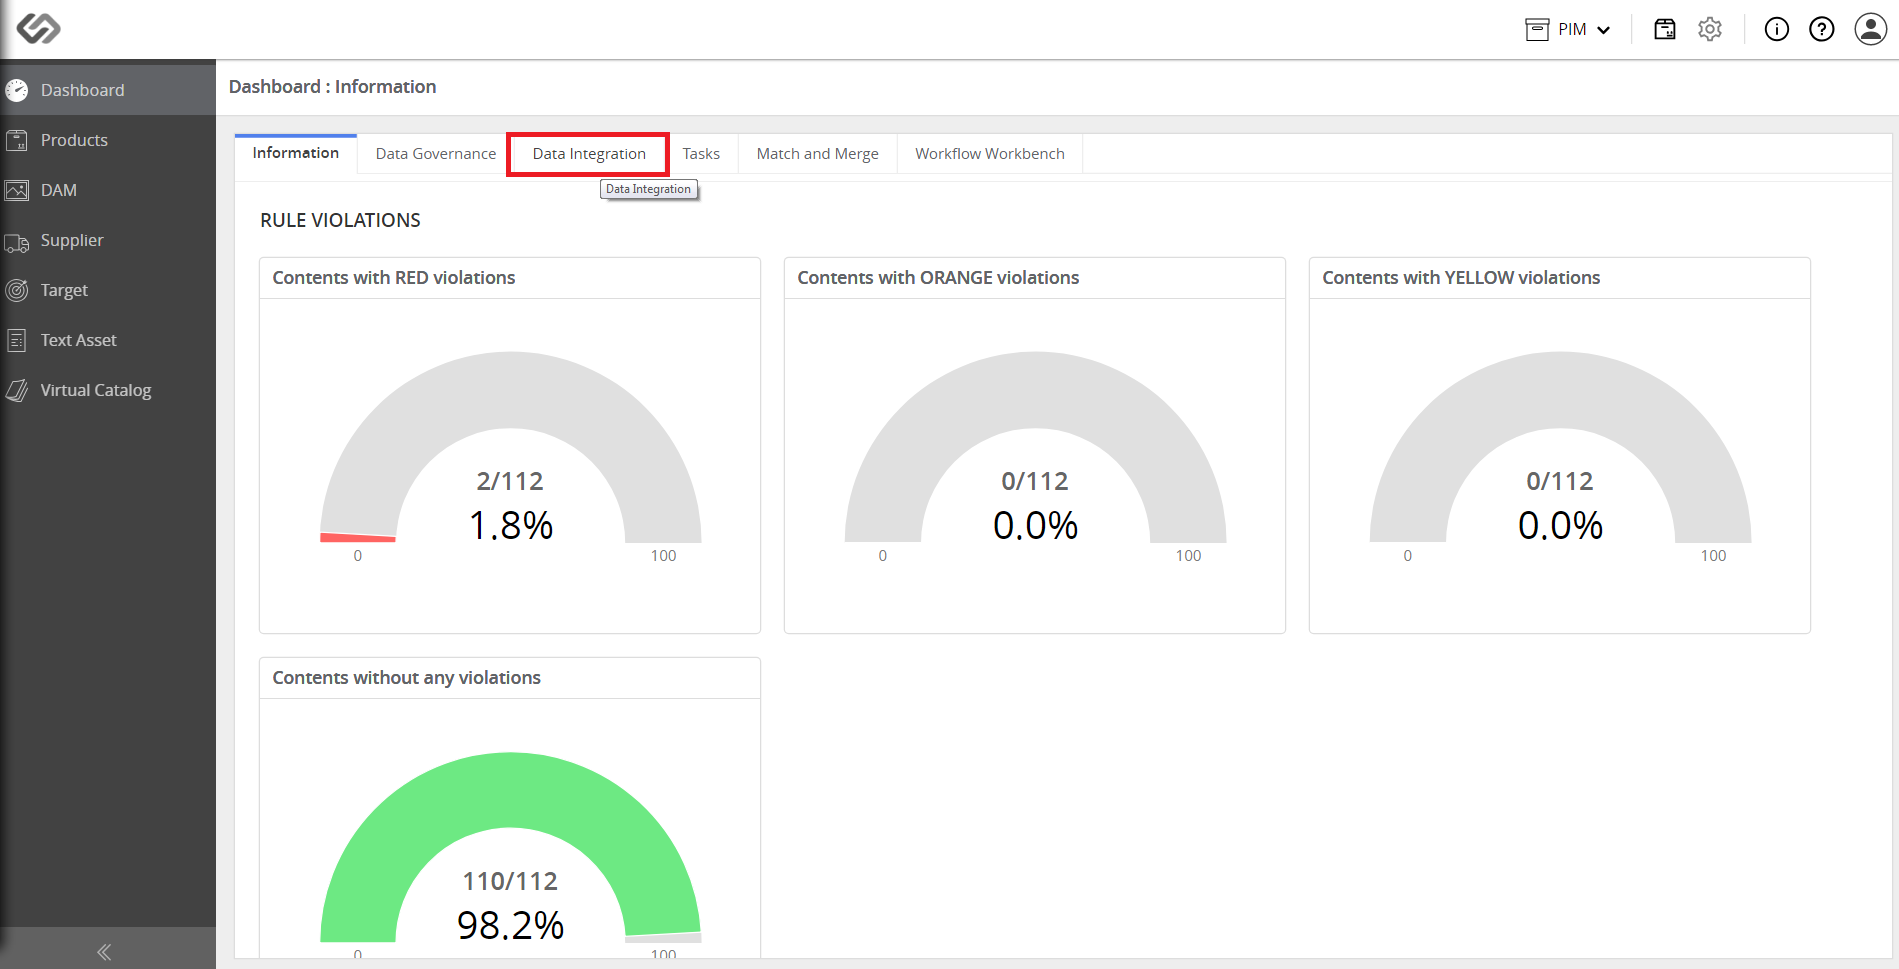 PIM
Dashboard
Products
DAM
Supplier
Target
Text Asset
Virtual Catalog
Dashboard : Information
Information
Data Governance
Data Integration
Tasks
Match and Merge
Workflow Workbench
Data Integration
RULE VIOLATIONS
Contents with RED violations
2/112
1.8%
0
100
Contents with ORANGE violations
0/112
0.0%
0
100
Contents with YELLOW violations
0/112
0.0%
0
100
Contents without any violations
110/112
98.2%
0
100